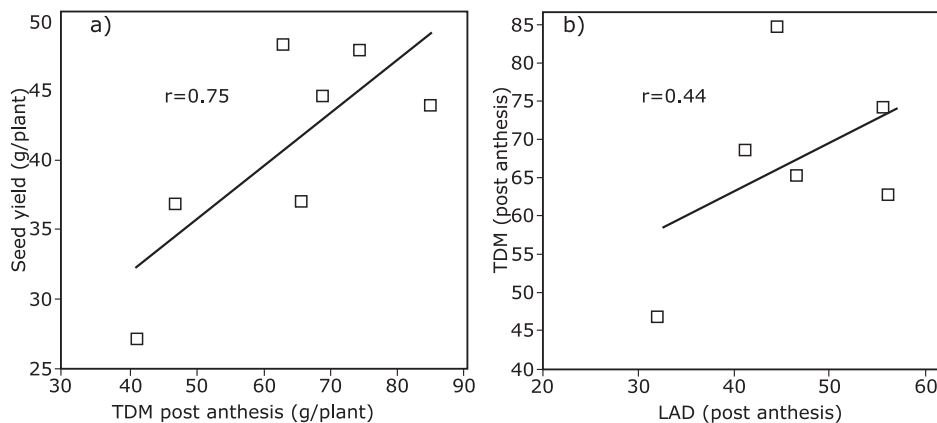 a)
r=0.75
Seed yield (g/plant)
50
45
40
35
30
25
30 40 50 60 70 80 90
TDM post anthesis (g/plant)
b)
r=0.44
TDM (post anthesis)
85
80
75
70
65
60
55
50
45
40
20 30 40 50 60
LAD (post anthesis)